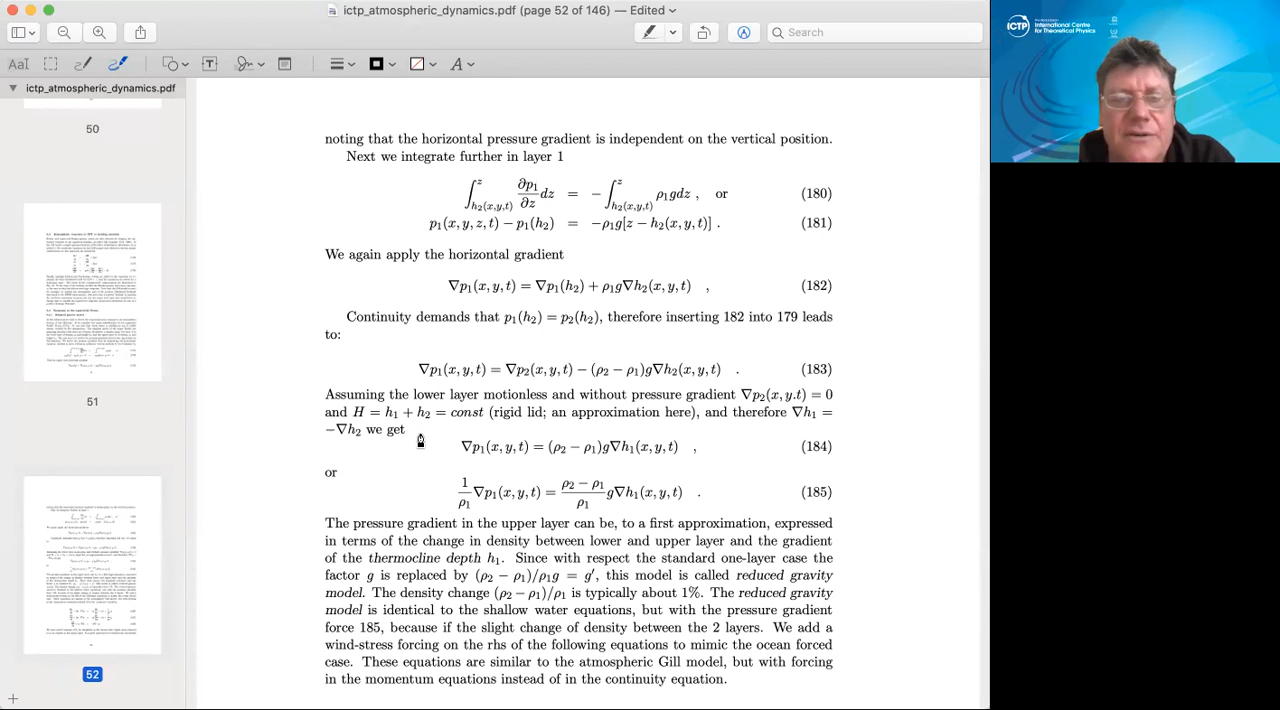 ictp_atmospheric_dynamics.pdf (page 52 of 146) — Edited
Search
ictp_atmospheric_dynamics.pdf
50
51
52
noting that the horizontal pressure gradient is independent on the vertical position.
Next we integrate further in layer 1
∫_{h₂(x,y,t)}^{z} ∂p₁/∂z dz = −∫_{h₂(x,y,t)}^{z} ρ₁gdz , or (180)
p₁(x, y, z, t) − p₁(h₂) = −ρ₁g[z − h₂(x, y, t)] . (181)
We again apply the horizontal gradient
∇p₁(x, y, t) = ∇p₁(h₂) + ρ₁g∇h₂(x, y, t) , (182)
Continuity demands that p₁(h₂) = p₂(h₂), therefore inserting 182 into 179 leads
to:
∇p₁(x, y, t) = ∇p₂(x, y, t) − (ρ₂ − ρ₁)g∇h₂(x, y, t) . (183)
Assuming the lower layer motionless and without pressure gradient ∇p₂(x, y.t) = 0
and H = h₁ + h₂ = const (rigid lid; an approximation here), and therefore ∇h₁ =
−∇h₂ we get
∇p₁(x, y, t) = (ρ₂ − ρ₁)g∇h₁(x, y, t) , (184)
or
1/ρ₁ ∇p₁(x, y, t) = (ρ₂ − ρ₁)/ρ₁ g∇h₁(x, y, t) . (185)
The pressure gradient in the upper layer can be, to a first approximation, expressed
in terms of the change in density between lower and upper layer and the gradient
of the thermocline depth, h₁. With respect the standard one-layer case, the
factor g is replaced by g(ρ₂ − ρ₁)/ρ₁ ≡ g′, this model is called reduced gravity
model. The density change (ρ₂ − ρ₁)/ρ₁ is typically about 1%. The reduced gravity
model is identical to the shallow water equations, but with the pressure gradient
force less, because if the small change of density between the 2 layers. We add a
wind-stress forcing on the rhs of the following equations to mimic the ocean forced
case. These equations are similar to the atmospheric Gill model, but with forcing
in the momentum equations instead of in the continuity equation.
ICTP
International Centre
for Theoretical Physics